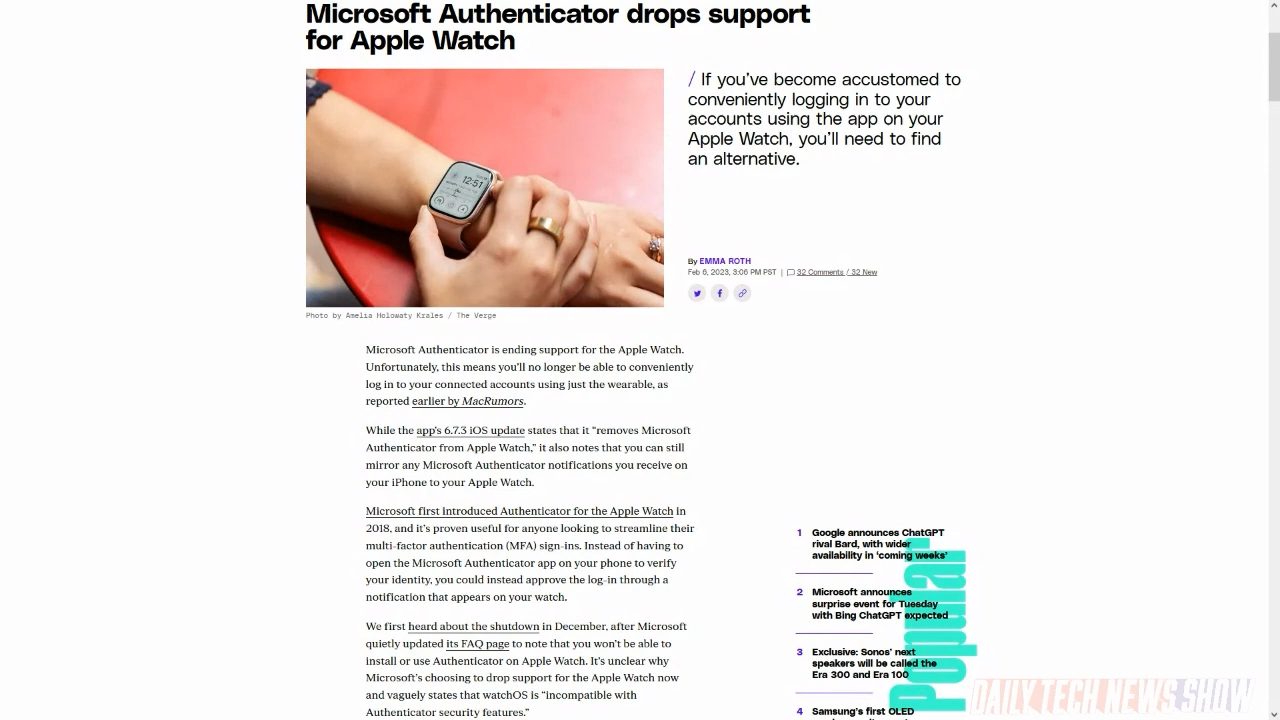 Microsoft Authenticator drops support
for Apple Watch
12:51
/ If you’ve become accustomed to
conveniently logging in to your
accounts using the app on your
Apple Watch, you’ll need to find
an alternative.
By EMMA ROTH
Feb 6, 2023, 3:06 PM PST | 32 Comments / 32 New
Photo by Amelia Holowaty Krales / The Verge
Microsoft Authenticator is ending support for the Apple Watch.
Unfortunately, this means you’ll no longer be able to conveniently
log in to your connected accounts using just the wearable, as
reported earlier by MacRumors.
While the app’s 6.7.3 iOS update states that it “removes Microsoft
Authenticator from Apple Watch,” it also notes that you can still
mirror any Microsoft Authenticator notifications you receive on
your iPhone to your Apple Watch.
Microsoft first introduced Authenticator for the Apple Watch in
2018, and it’s proven useful for anyone looking to streamline their
multi-factor authentication (MFA) sign-ins. Instead of having to
open the Microsoft Authenticator app on your phone to verify
your identity, you could instead approve the log-in through a
notification that appears on your watch.
We first heard about the shutdown in December, after Microsoft
quietly updated its FAQ page to note that you won’t be able to
install or use Authenticator on Apple Watch. It’s unclear why
Microsoft’s choosing to drop support for the Apple Watch now
and vaguely states that watchOS is “incompatible with
Authenticator security features.”
Popular
1 Google announces ChatGPT
rival Bard, with wider
availability in ‘coming weeks’
2 Microsoft announces
surprise event for Tuesday
with Bing ChatGPT expected
3 Exclusive: Sonos’ next
speakers will be called the
Era 300 and Era 100
4 Samsung’s first OLED
DAILY TECH NEWS SHOW